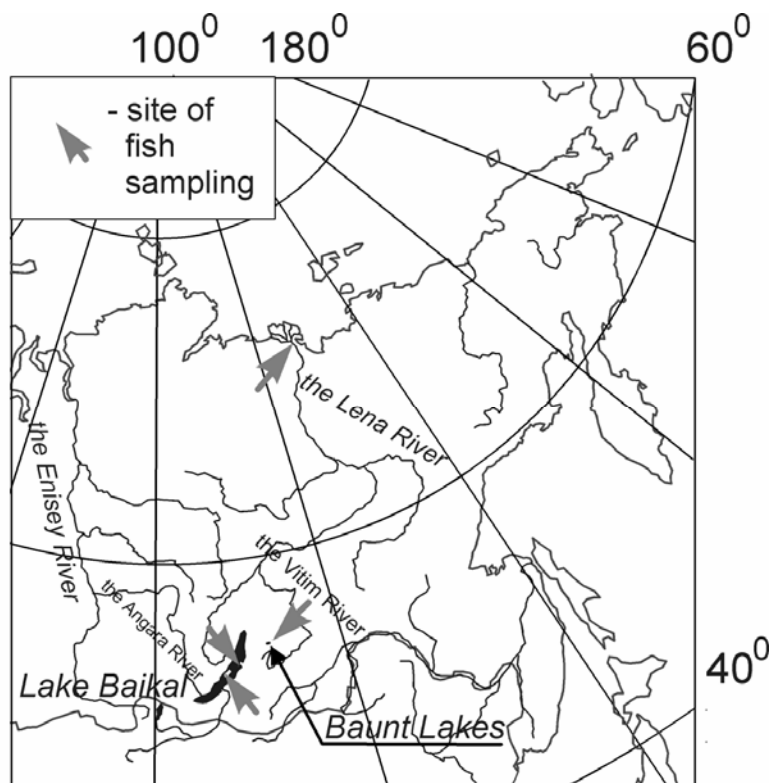 100⁰ 180⁰ 60⁰
- site of
fish
sampling
the Lena River
the Enisey River
the Vitim River
the Angara River
Lake Baikal
40⁰
Baunt Lakes